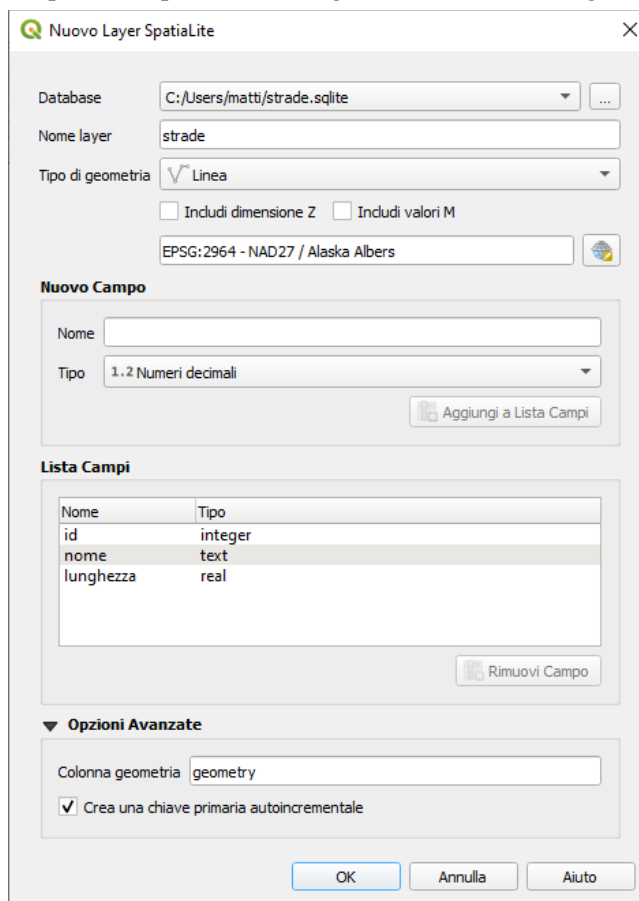 Nuovo Layer SpatiaLite
Database C:/Users/matti/strade.sqlite ...
Nome layer strade
Tipo di geometria Linea
Includi dimensione Z Includi valori M
EPSG:2964 - NAD27 / Alaska Albers
Nuovo Campo
Nome
Tipo 1.2 Numeri decimali
Aggiungi a Lista Campi
Lista Campi
Nome Tipo
id integer
nome text
lunghezza real
Rimuovi Campo
Opzioni Avanzate
Colonna geometria geometry
Crea una chiave primaria autoincrementale
OK Annulla Aiuto